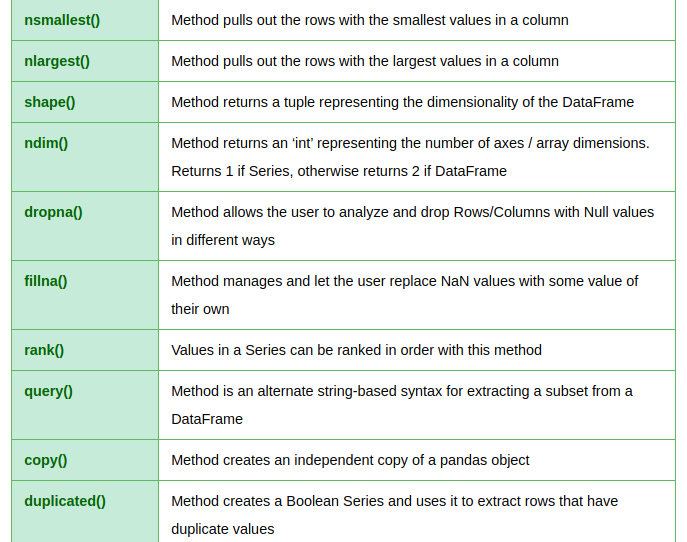 nsmallest() Method pulls out the rows with the smallest values in a column
nlargest() Method pulls out the rows with the largest values in a column
shape() Method returns a tuple representing the dimensionality of the DataFrame
ndim() Method returns an ‘int’ representing the number of axes / array dimensions.
Returns 1 if Series, otherwise returns 2 if DataFrame
dropna() Method allows the user to analyze and drop Rows/Columns with Null values
in different ways
fillna() Method manages and let the user replace NaN values with some value of
their own
rank() Values in a Series can be ranked in order with this method
query() Method is an alternate string-based syntax for extracting a subset from a
DataFrame
copy() Method creates an independent copy of a pandas object
duplicated() Method creates a Boolean Series and uses it to extract rows that have
duplicate values